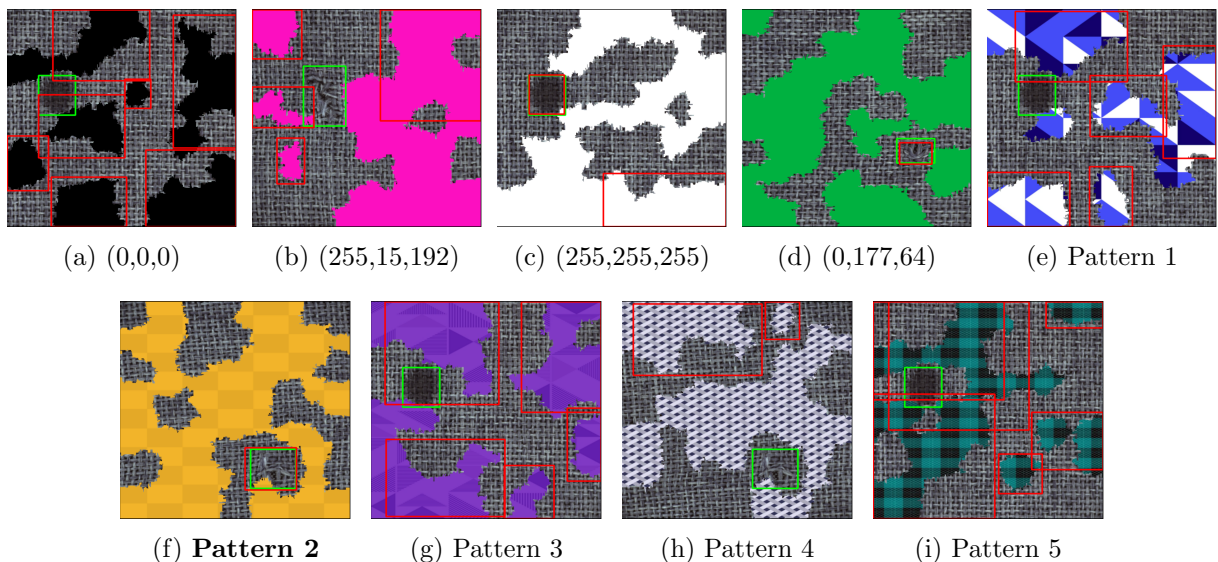 (a) (0,0,0)
(b) (255,15,192)
(c) (255,255,255)
(d) (0,177,64)
(e) Pattern 1
(f) Pattern 2
(g) Pattern 3
(h) Pattern 4
(i) Pattern 5